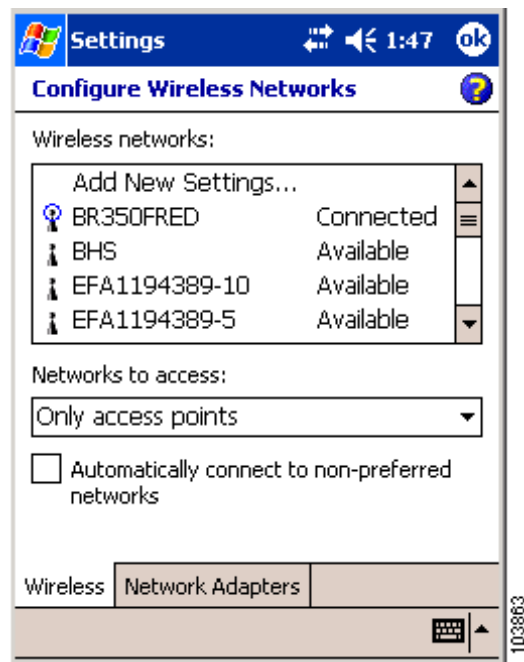 Settings 1:47 ok
Configure Wireless Networks ?
Wireless networks:
Add New Settings...
BR350FRED Connected
BHS Available
EFA1194389-10 Available
EFA1194389-5 Available
Networks to access:
Only access points
Automatically connect to non-preferred
networks
Wireless Network Adapters
103863